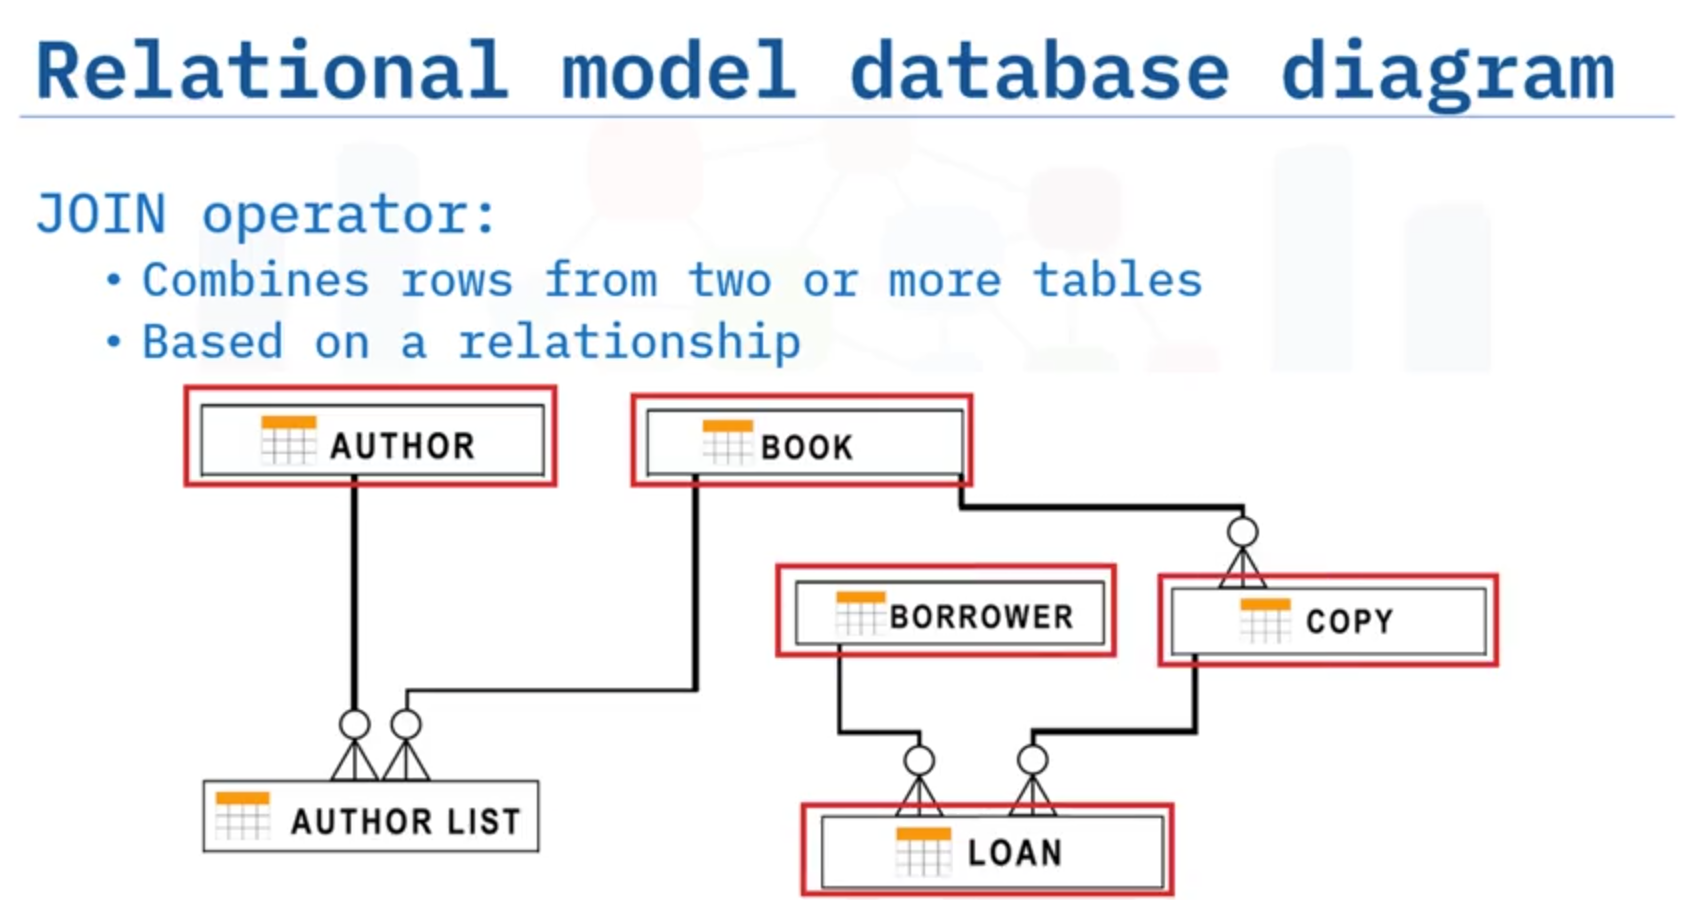 Relational model database diagram
JOIN operator:
• Combines rows from two or more tables
• Based on a relationship
AUTHOR
BOOK
BORROWER
COPY
AUTHOR LIST
LOAN